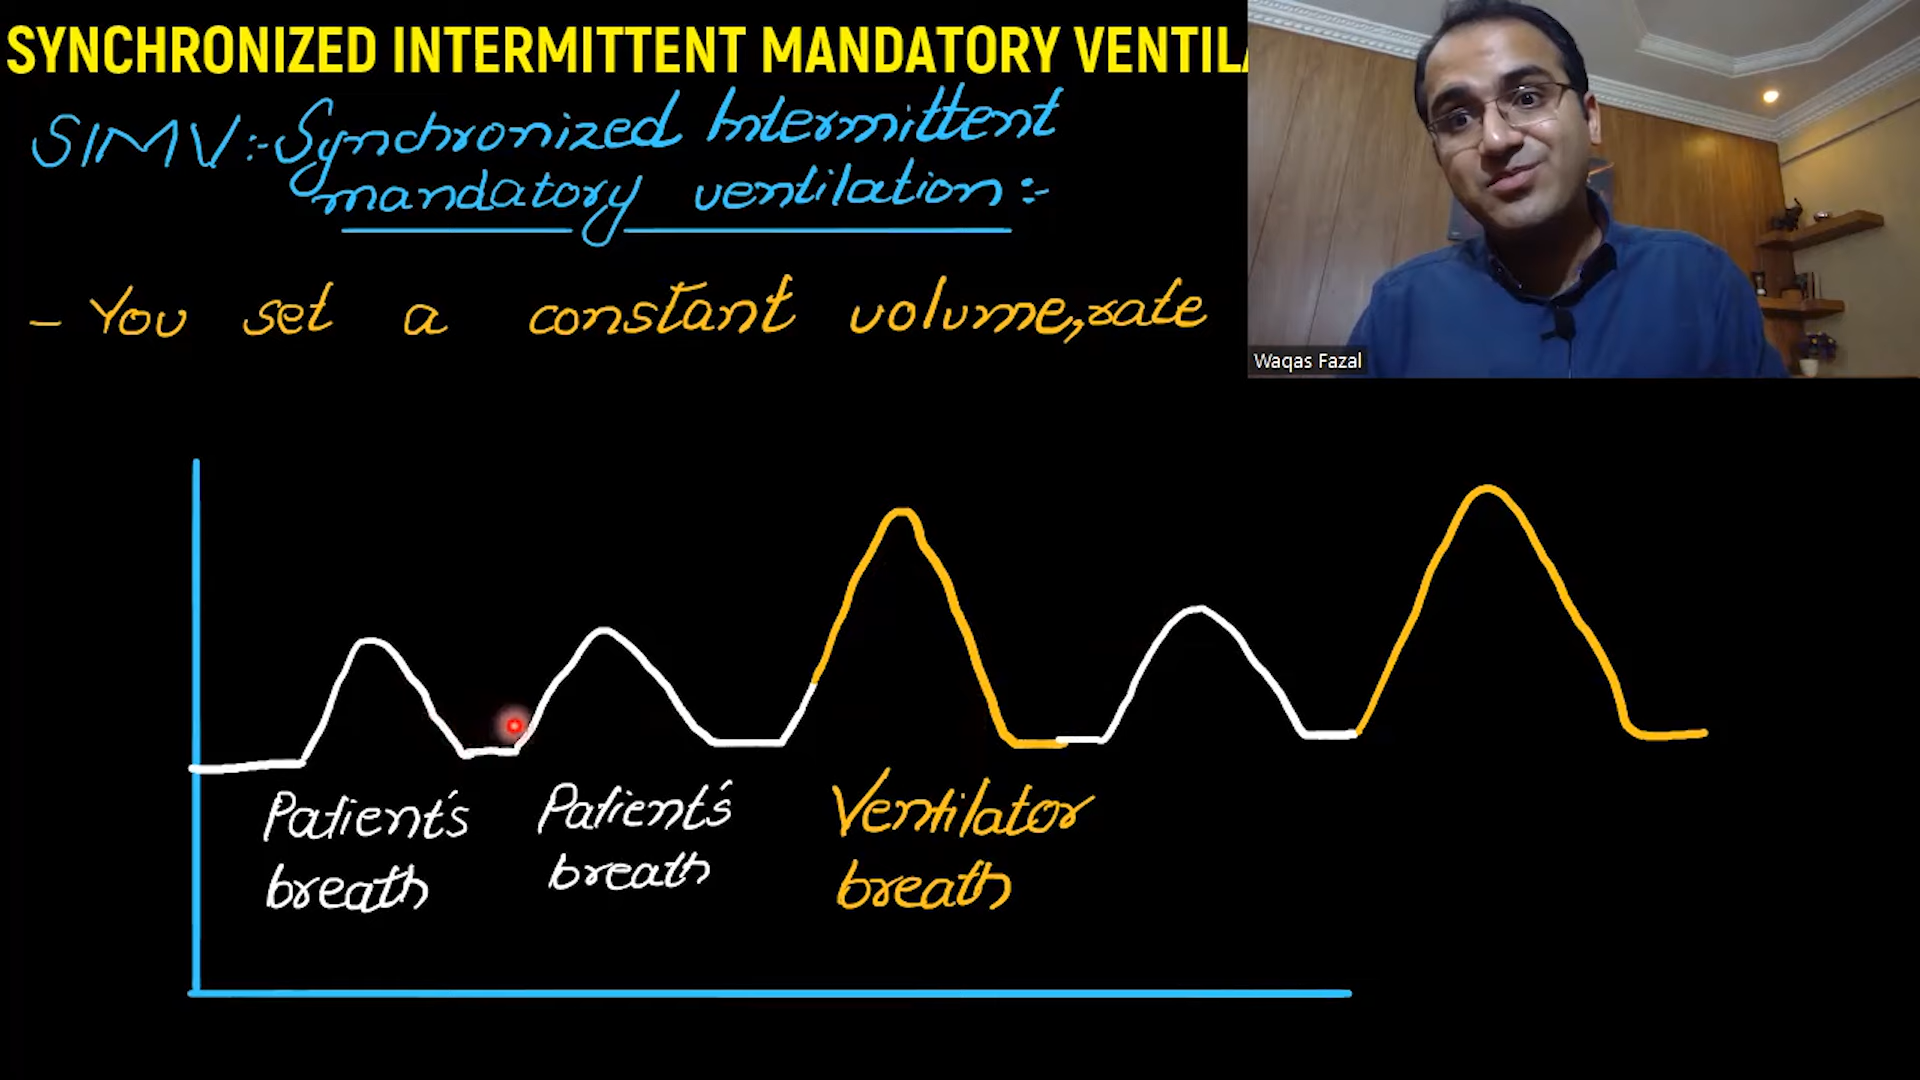 SYNCHRONIZED INTERMITTENT MANDATORY VENTILA
SIMV:- Synchronized Intermittent
mandatory ventilation:-
- You set a constant volume, rate
Waqas Fazal
Patient's
breath
Patient's
breath
Ventilator
breath